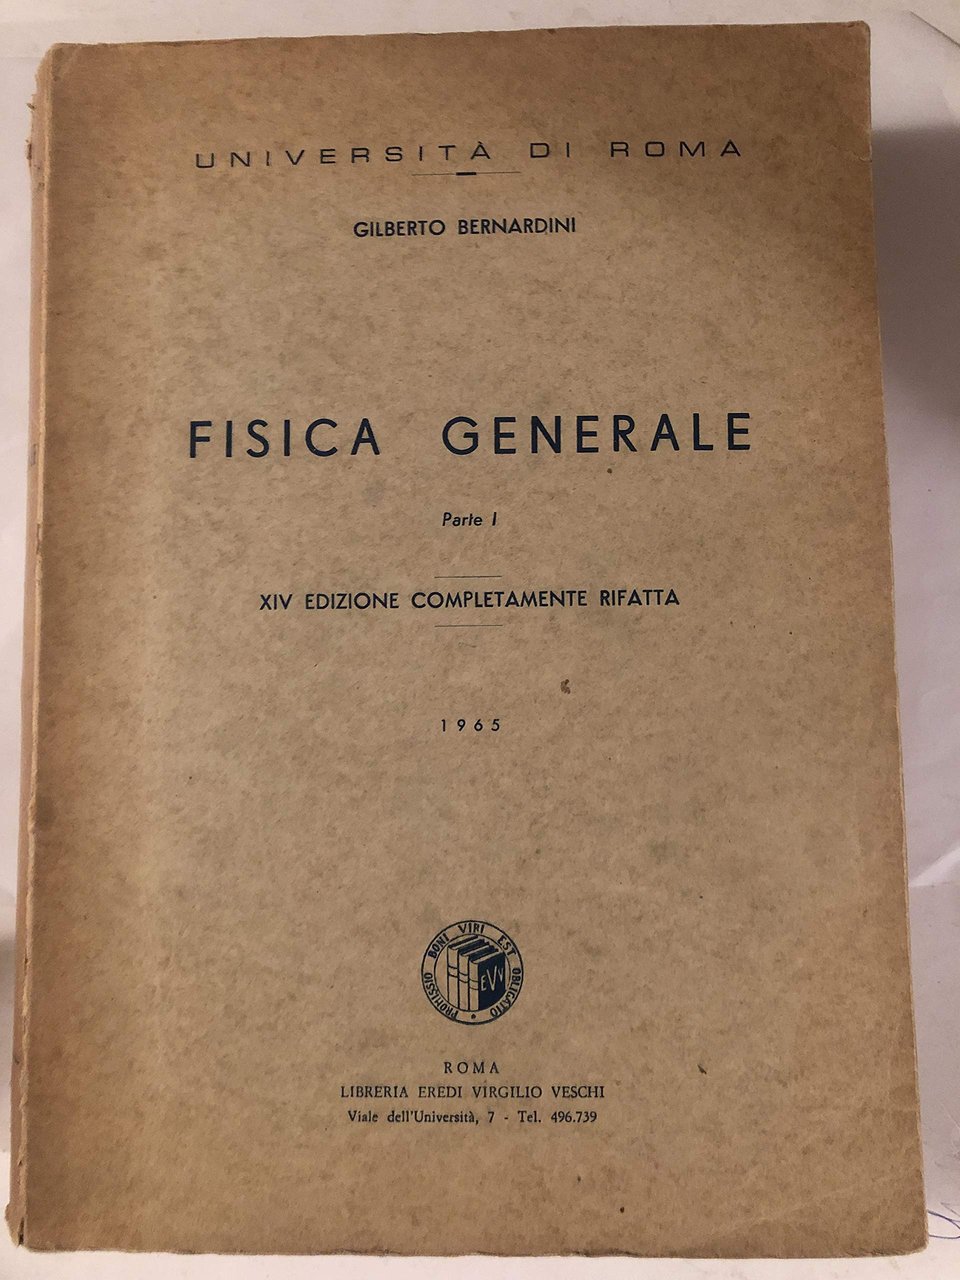 UNIVERSITÀ DI ROMA
GILBERTO BERNARDINI
FISICA GENERALE
Parte I
XIV EDIZIONE COMPLETAMENTE RIFATTA
1965
PROMISSIO BONI VIRI EST OBLIGATIO
EVV
ROMA
LIBRERIA EREDI VIRGILIO VESCHI
Viale dell'Università, 7 - Tel. 496.739